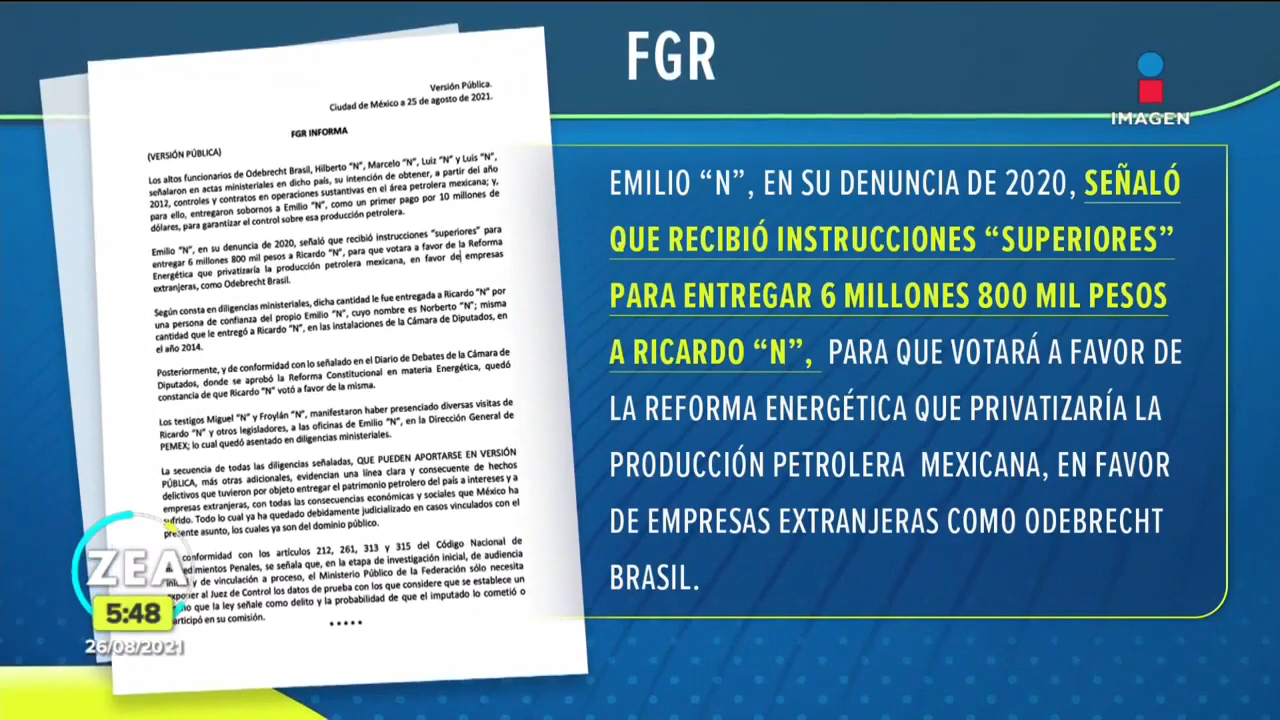 FGR
IMAGEN
Versión Pública.
Ciudad de México a 25 de agosto de 2021.
FGR INFORMA
(VERSIÓN PÚBLICA)
Los altos funcionarios de Odebrecht Brasil, Hilberto "N", Marcelo "N", Luiz "N" y Luis "N",
señalaron en actas ministeriales en dicho país, su intención de obtener, a partir del año
2012, controles y contratos en operaciones sustantivas en el área petrolera mexicana; y,
para ello, entregaron sobornos a Emilio "N", como un primer pago por 10 millones de
dólares, para garantizar el control sobre esa producción petrolera.
Emilio "N", en su denuncia de 2020, señaló que recibió instrucciones "superiores" para
entregar 6 millones 800 mil pesos a Ricardo "N", para que votara a favor de la Reforma
Energética que privatizaría la producción petrolera mexicana, en favor de empresas
extranjeras, como Odebrecht Brasil.
Según consta en diligencias ministeriales, dicha cantidad le fue entregada a Ricardo "N" por
una persona de confianza del propio Emilio "N", cuyo nombre es Norberto "N"; misma
cantidad que le entregó a Ricardo "N", en las instalaciones de la Cámara de Diputados, en
el año 2014.
Posteriormente, y de conformidad con lo señalado en el Diario de Debates de la Cámara de
Diputados, donde se aprobó la Reforma Constitucional en materia Energética, quedó
constancia de que Ricardo "N" votó a favor de la misma.
Los testigos Miguel "N" y Froylán "N", manifestaron haber presenciado diversas visitas de
Ricardo "N" y otros legisladores, a las oficinas de Emilio "N", en la Dirección General de
PEMEX; lo cual quedó asentado en diligencias ministeriales.
La secuencia de todas las diligencias señaladas, QUE PUEDEN APORTARSE EN VERSIÓN
PÚBLICA, más otras adicionales, evidencian una línea clara y consecuente de hechos
delictivos que tuvieron por objeto entregar el patrimonio petrolero del país a intereses y a
empresas extranjeras, con todas las consecuencias económicas y sociales que México ha
sufrido. Todo lo cual ya ha quedado debidamente judicializado en casos vinculados con el
presente asunto, los cuales ya son del dominio público.
conformidad con los artículos 212, 261, 313 y 315 del Código Nacional de
Penales, se señala que, en la etapa de investigación inicial, de audiencia
y de vinculación a proceso, el Ministerio Público de la Federación sólo necesita
al Juez de Control los datos de prueba con los que considere que se establece un
que la ley señale como delito y la probabilidad de que el imputado lo cometió o
participó en su comisión.
*****
EMILIO “N”, EN SU DENUNCIA DE 2020, SEÑALÓ
QUE RECIBIÓ INSTRUCCIONES “SUPERIORES”
PARA ENTREGAR 6 MILLONES 800 MIL PESOS
A RICARDO “N”, PARA QUE VOTARÁ A FAVOR DE
LA REFORMA ENERGÉTICA QUE PRIVATIZARÍA LA
PRODUCCIÓN PETROLERA MEXICANA, EN FAVOR
DE EMPRESAS EXTRANJERAS COMO ODEBRECHT
BRASIL.
ZEA
5:48
26/08/2021